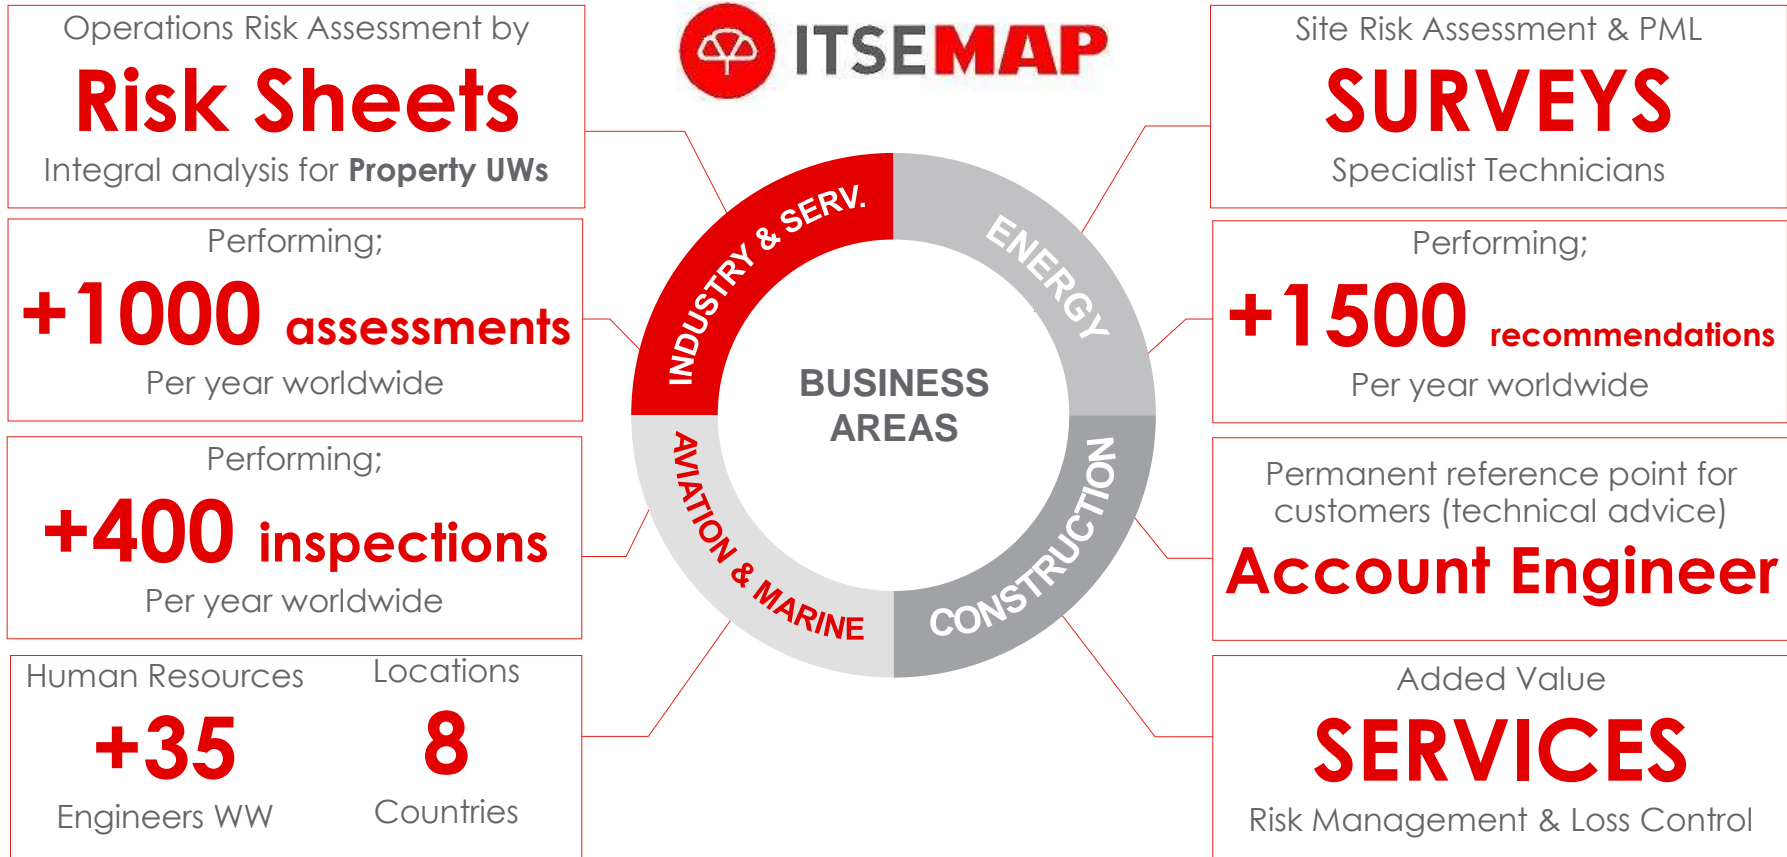 Operations Risk Assessment by
Risk Sheets
Integral analysis for Property UWs
Performing;
+1000 assessments
Per year worldwide
Performing;
+400 inspections
Per year worldwide
Human Resources
+35
Engineers WW
Locations
8
Countries
ITSEMAP
INDUSTRY & SERV.
ENERGY
BUSINESS
AREAS
AVIATION & MARINE
CONSTRUCTION
Site Risk Assessment & PML
SURVEYS
Specialist Technicians
Performing;
+1500 recommendations
Per year worldwide
Permanent reference point for
customers (technical advice)
Account Engineer
Added Value
SERVICES
Risk Management & Loss Control